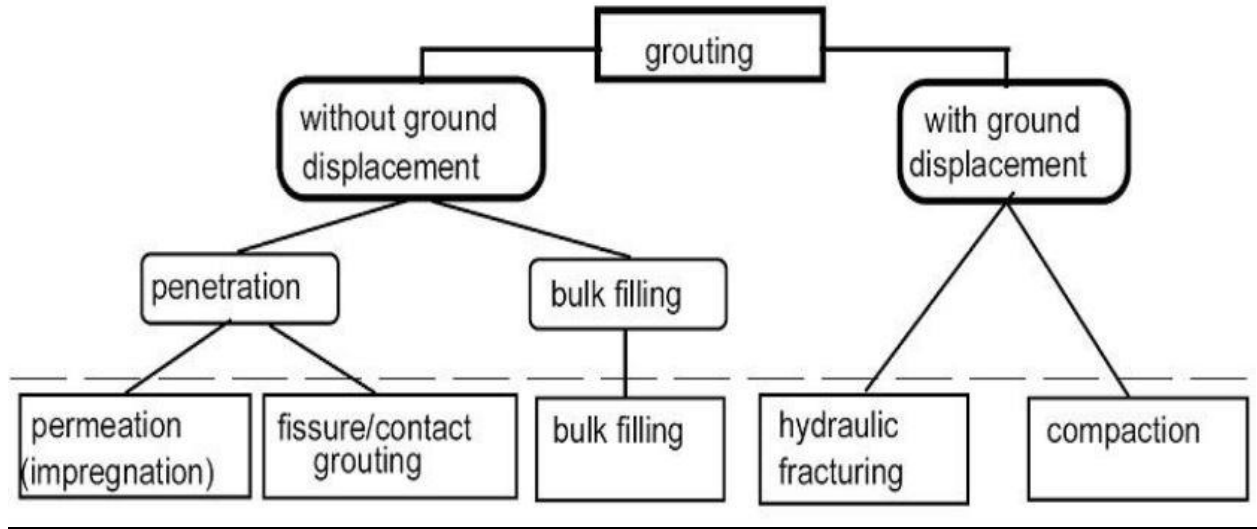 grouting
without ground
displacement
with ground
displacement
penetration
bulk filling
permeation
(impregnation)
fissure/contact
grouting
bulk filling
hydraulic
fracturing
compaction